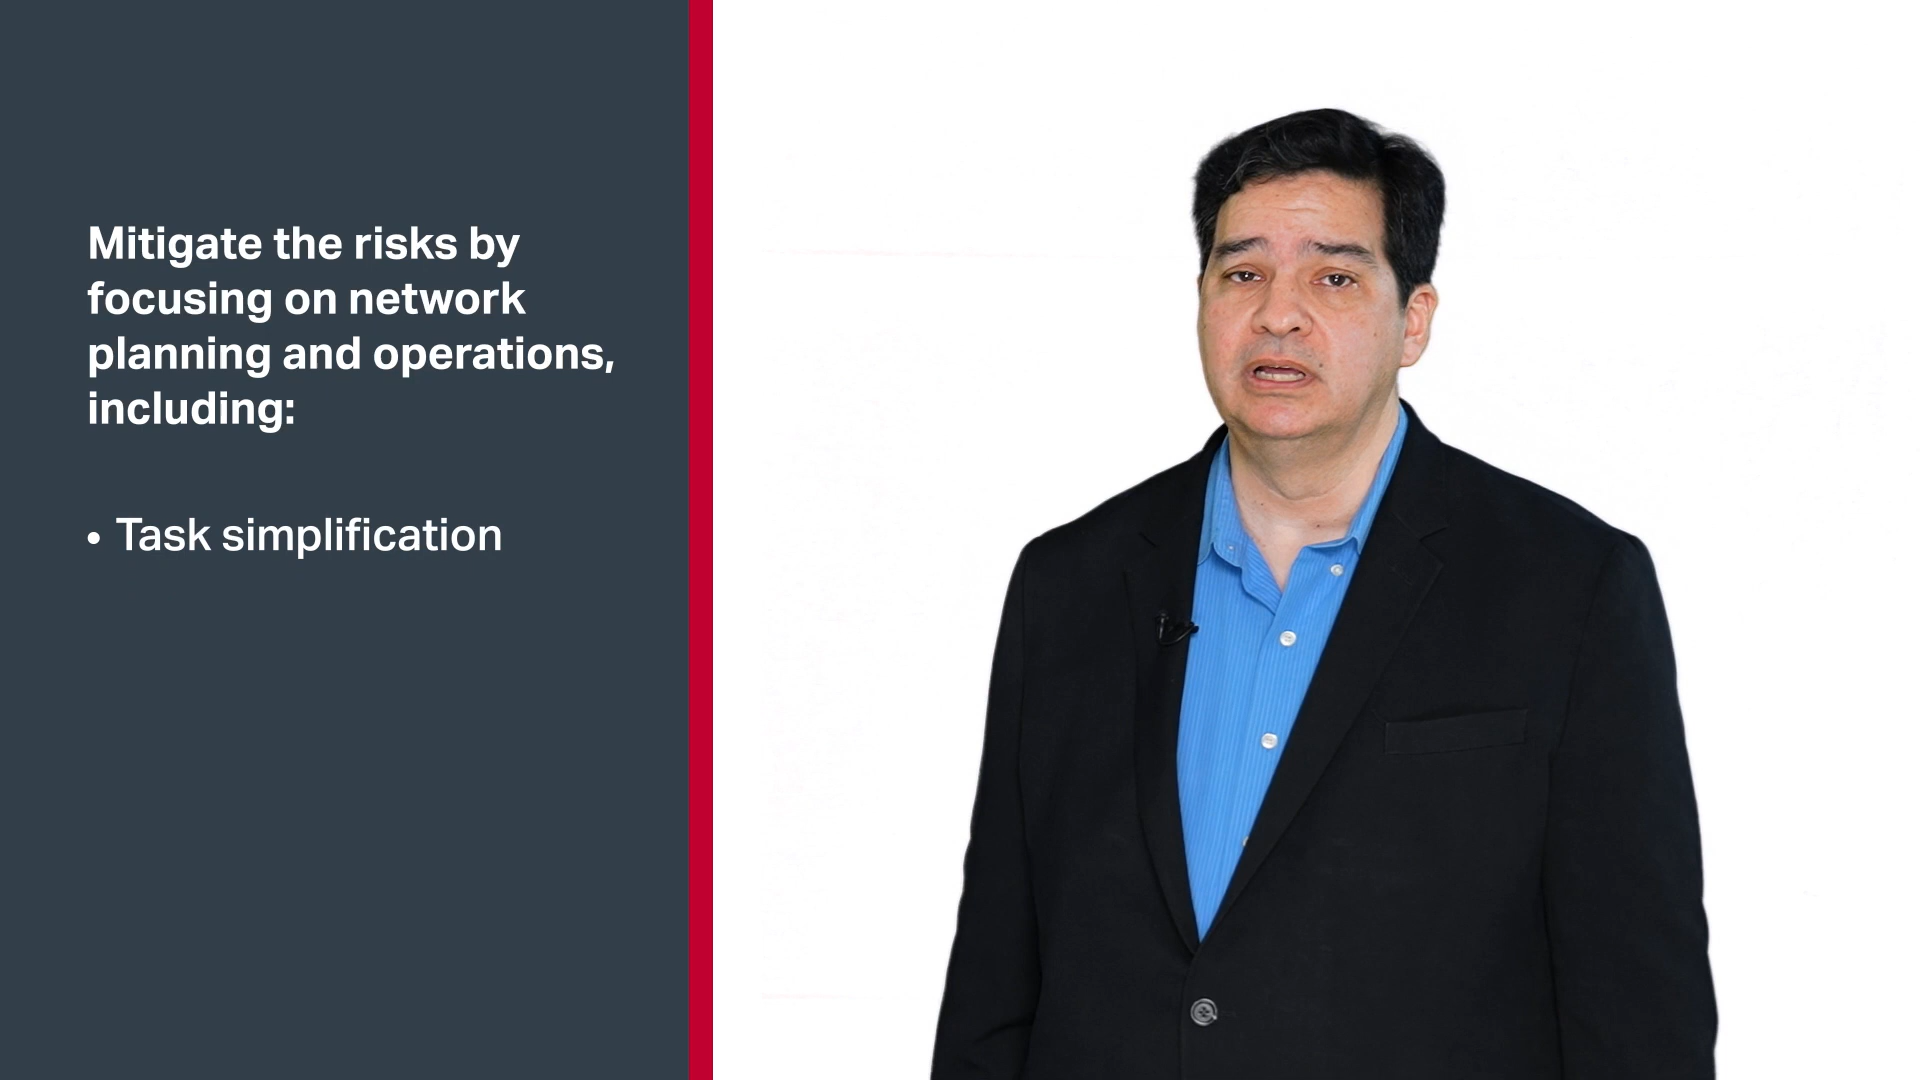 Mitigate the risks by
focusing on network
planning and operations,
including:
• Task simplification